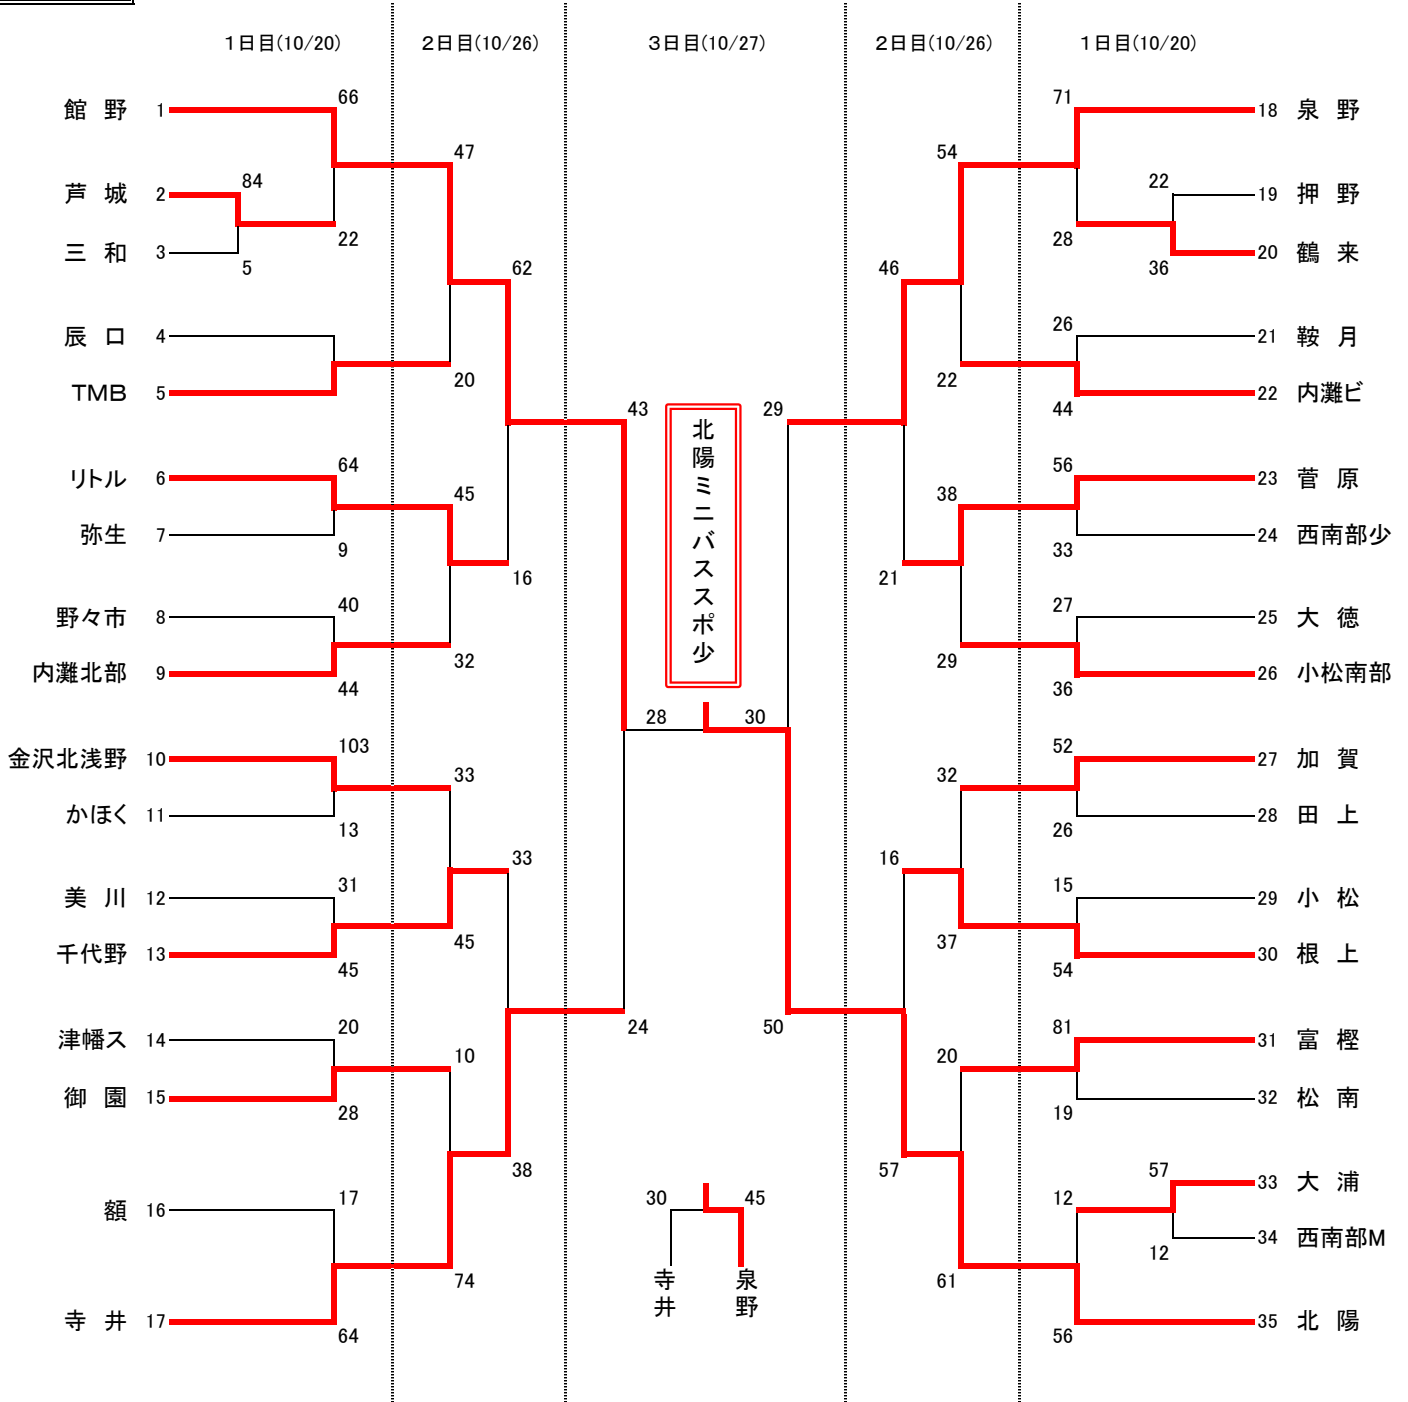 1日目(10/20)
2日目(10/26)
3日目(10/27)
2日目(10/26)
1日目(10/20)
館 野 1
芦 城 2
三 和 3
辰 口 4
TMB 5
リトル 6
弥生 7
野々市 8
内灘北部 9
金沢北浅野 10
かほく 11
美 川 12
千代野 13
津幡ス 14
御 園 15
額 16
寺 井 17
66
84
22
5
64
9
40
44
103
13
31
45
20
28
17
64
47
20
45
32
33
45
10
74
62
16
33
38
43
24
28
北陽ミニバススポ少
30
29
50
30
45
寺井
泉野
46
21
16
57
54
22
38
29
32
37
20
61
71
22
28
36
26
44
56
33
27
36
52
26
15
54
81
19
57
12
12
56
18 泉 野
19 押 野
20 鶴 来
21 鞍 月
22 内灘ビ
23 菅 原
24 西南部少
25 大 徳
26 小松南部
27 加 賀
28 田 上
29 小 松
30 根 上
31 富 樫
32 松 南
33 大 浦
34 西南部M
35 北 陽